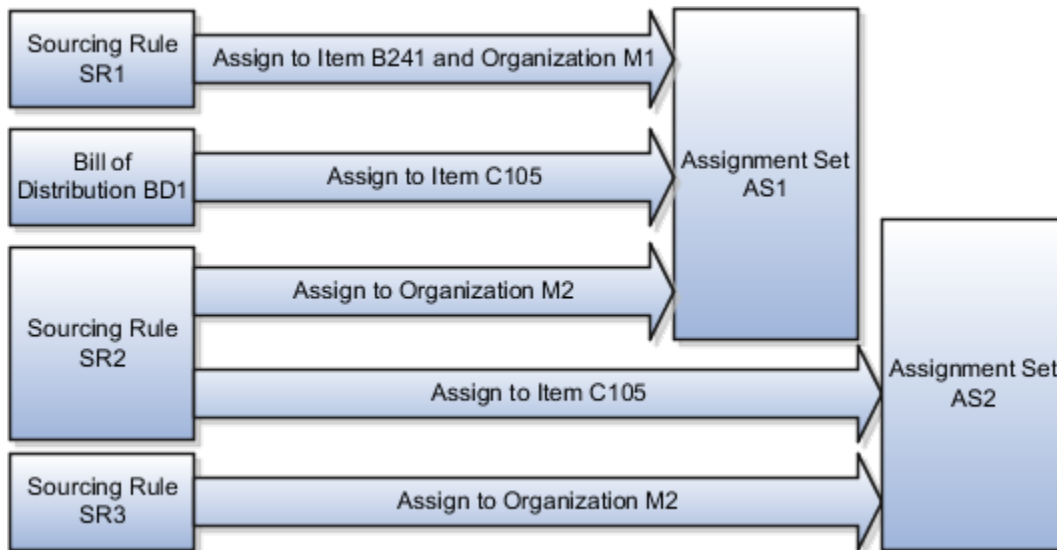 Sourcing Rule
SR1
Assign to Item B241 and Organization M1
Bill of
Distribution BD1
Assign to Item C105
Assignment Set
AS1
Sourcing Rule
SR2
Assign to Organization M2
Assign to Item C105
Assignment Set
AS2
Sourcing Rule
SR3
Assign to Organization M2